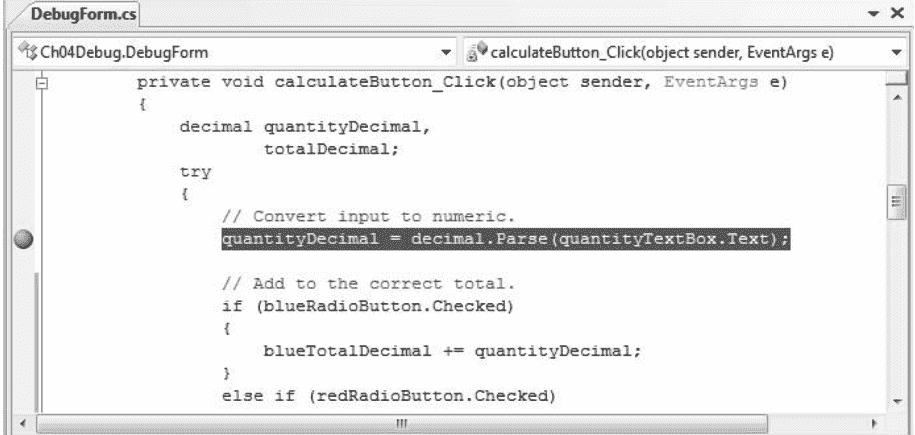 DebugForm.cs
Ch04Debug.DebugForm
calculateButton_Click(object sender, EventArgs e)
private void calculateButton_Click(object sender, EventArgs e)
{
decimal quantityDecimal,
totalDecimal;
try
{
// Convert input to numeric.
quantityDecimal = decimal.Parse(quantityTextBox.Text);
// Add to the correct total.
if (blueRadioButton.Checked)
{
blueTotalDecimal += quantityDecimal;
}
else if (redRadioButton.Checked)